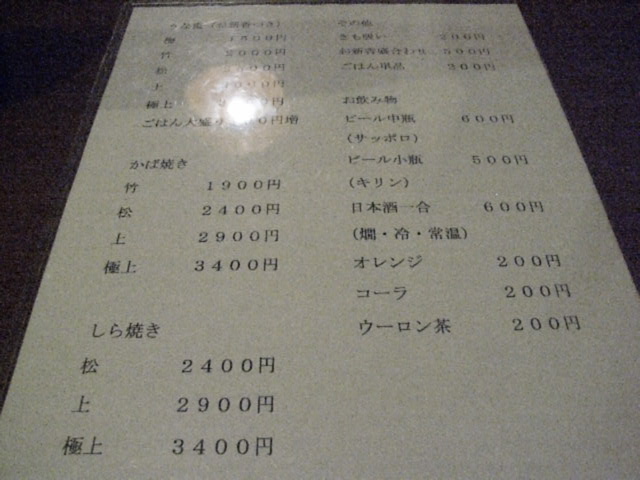 うな重
梅 1500円
竹 2000円
松
上
極上
ごはん大盛り 円増
かば焼き
竹 1900円
松 2400円
上 2900円
極上 3400円
しら焼き
松 2400円
上 2900円
極上 3400円
その他
きも吸い 200円
お新香盛合わせ 500円
ごはん単品 300円
お飲み物
ビール中瓶 600円
(サッポロ)
ビール小瓶 500円
(キリン)
日本酒一合 600円
(燗・冷・常温)
オレンジ 200円
コーラ 200円
ウーロン茶 200円